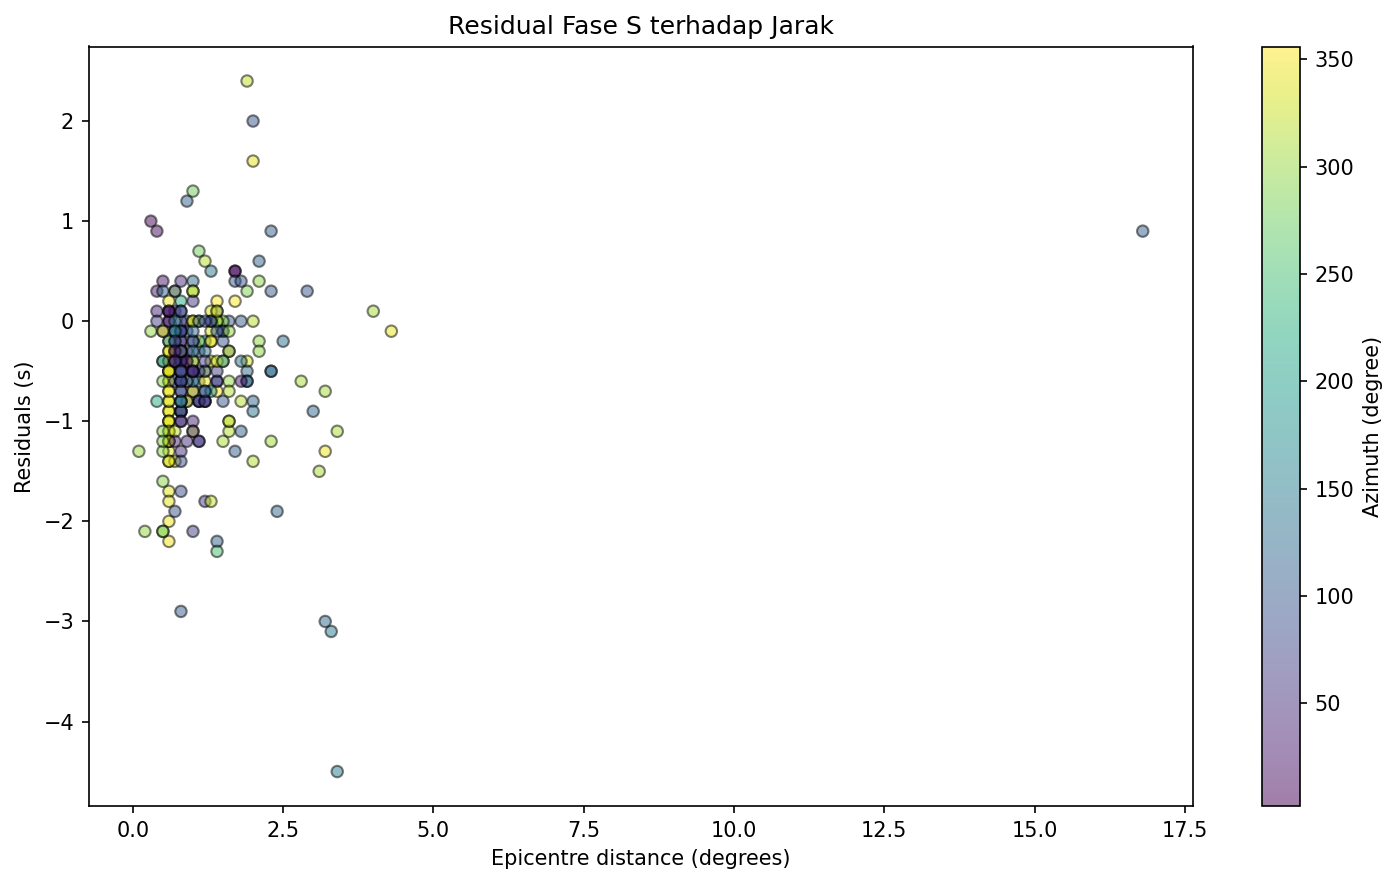 Residual Fase S terhadap Jarak
Residuals (s)
2
1
0
−1
−2
−3
−4
0.0 2.5 5.0 7.5 10.0 12.5 15.0 17.5
Epicentre distance (degrees)
350
300
250
200
150
100
50
Azimuth (degree)